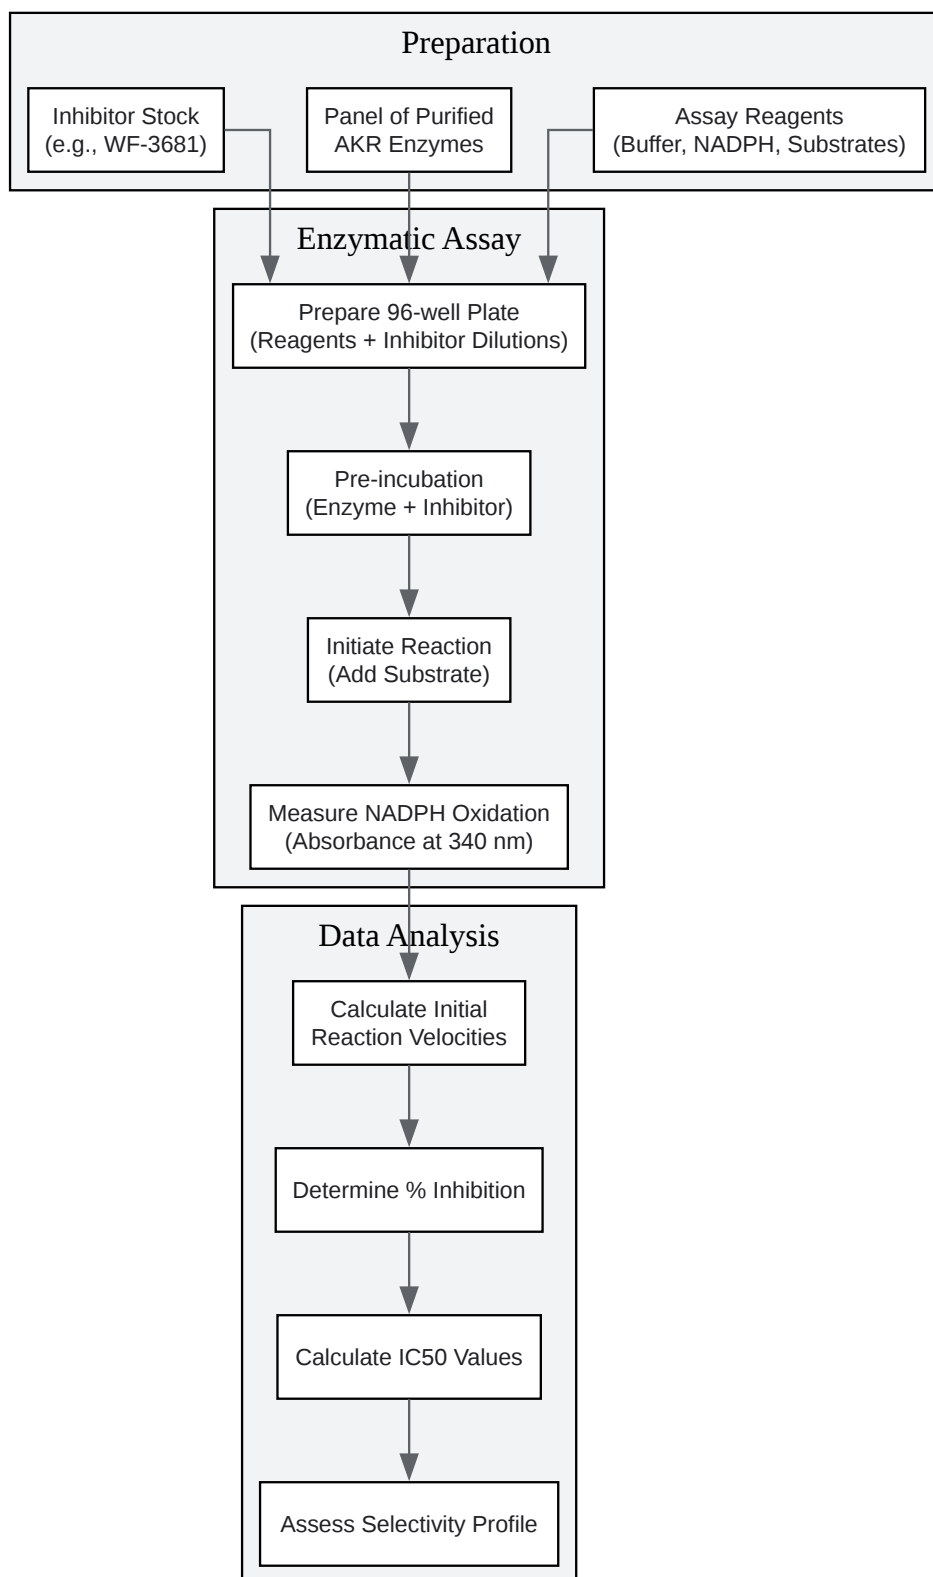 Preparation
Inhibitor Stock
(e.g., WF-3681)
Panel of Purified
AKR Enzymes
Assay Reagents
(Buffer, NADPH, Substrates)
Enzymatic Assay
Prepare 96-well Plate
(Reagents + Inhibitor Dilutions)
Pre-incubation
(Enzyme + Inhibitor)
Initiate Reaction
(Add Substrate)
Measure NADPH Oxidation
(Absorbance at 340 nm)
Data Analysis
Calculate Initial
Reaction Velocities
Determine % Inhibition
Calculate IC50 Values
Assess Selectivity Profile